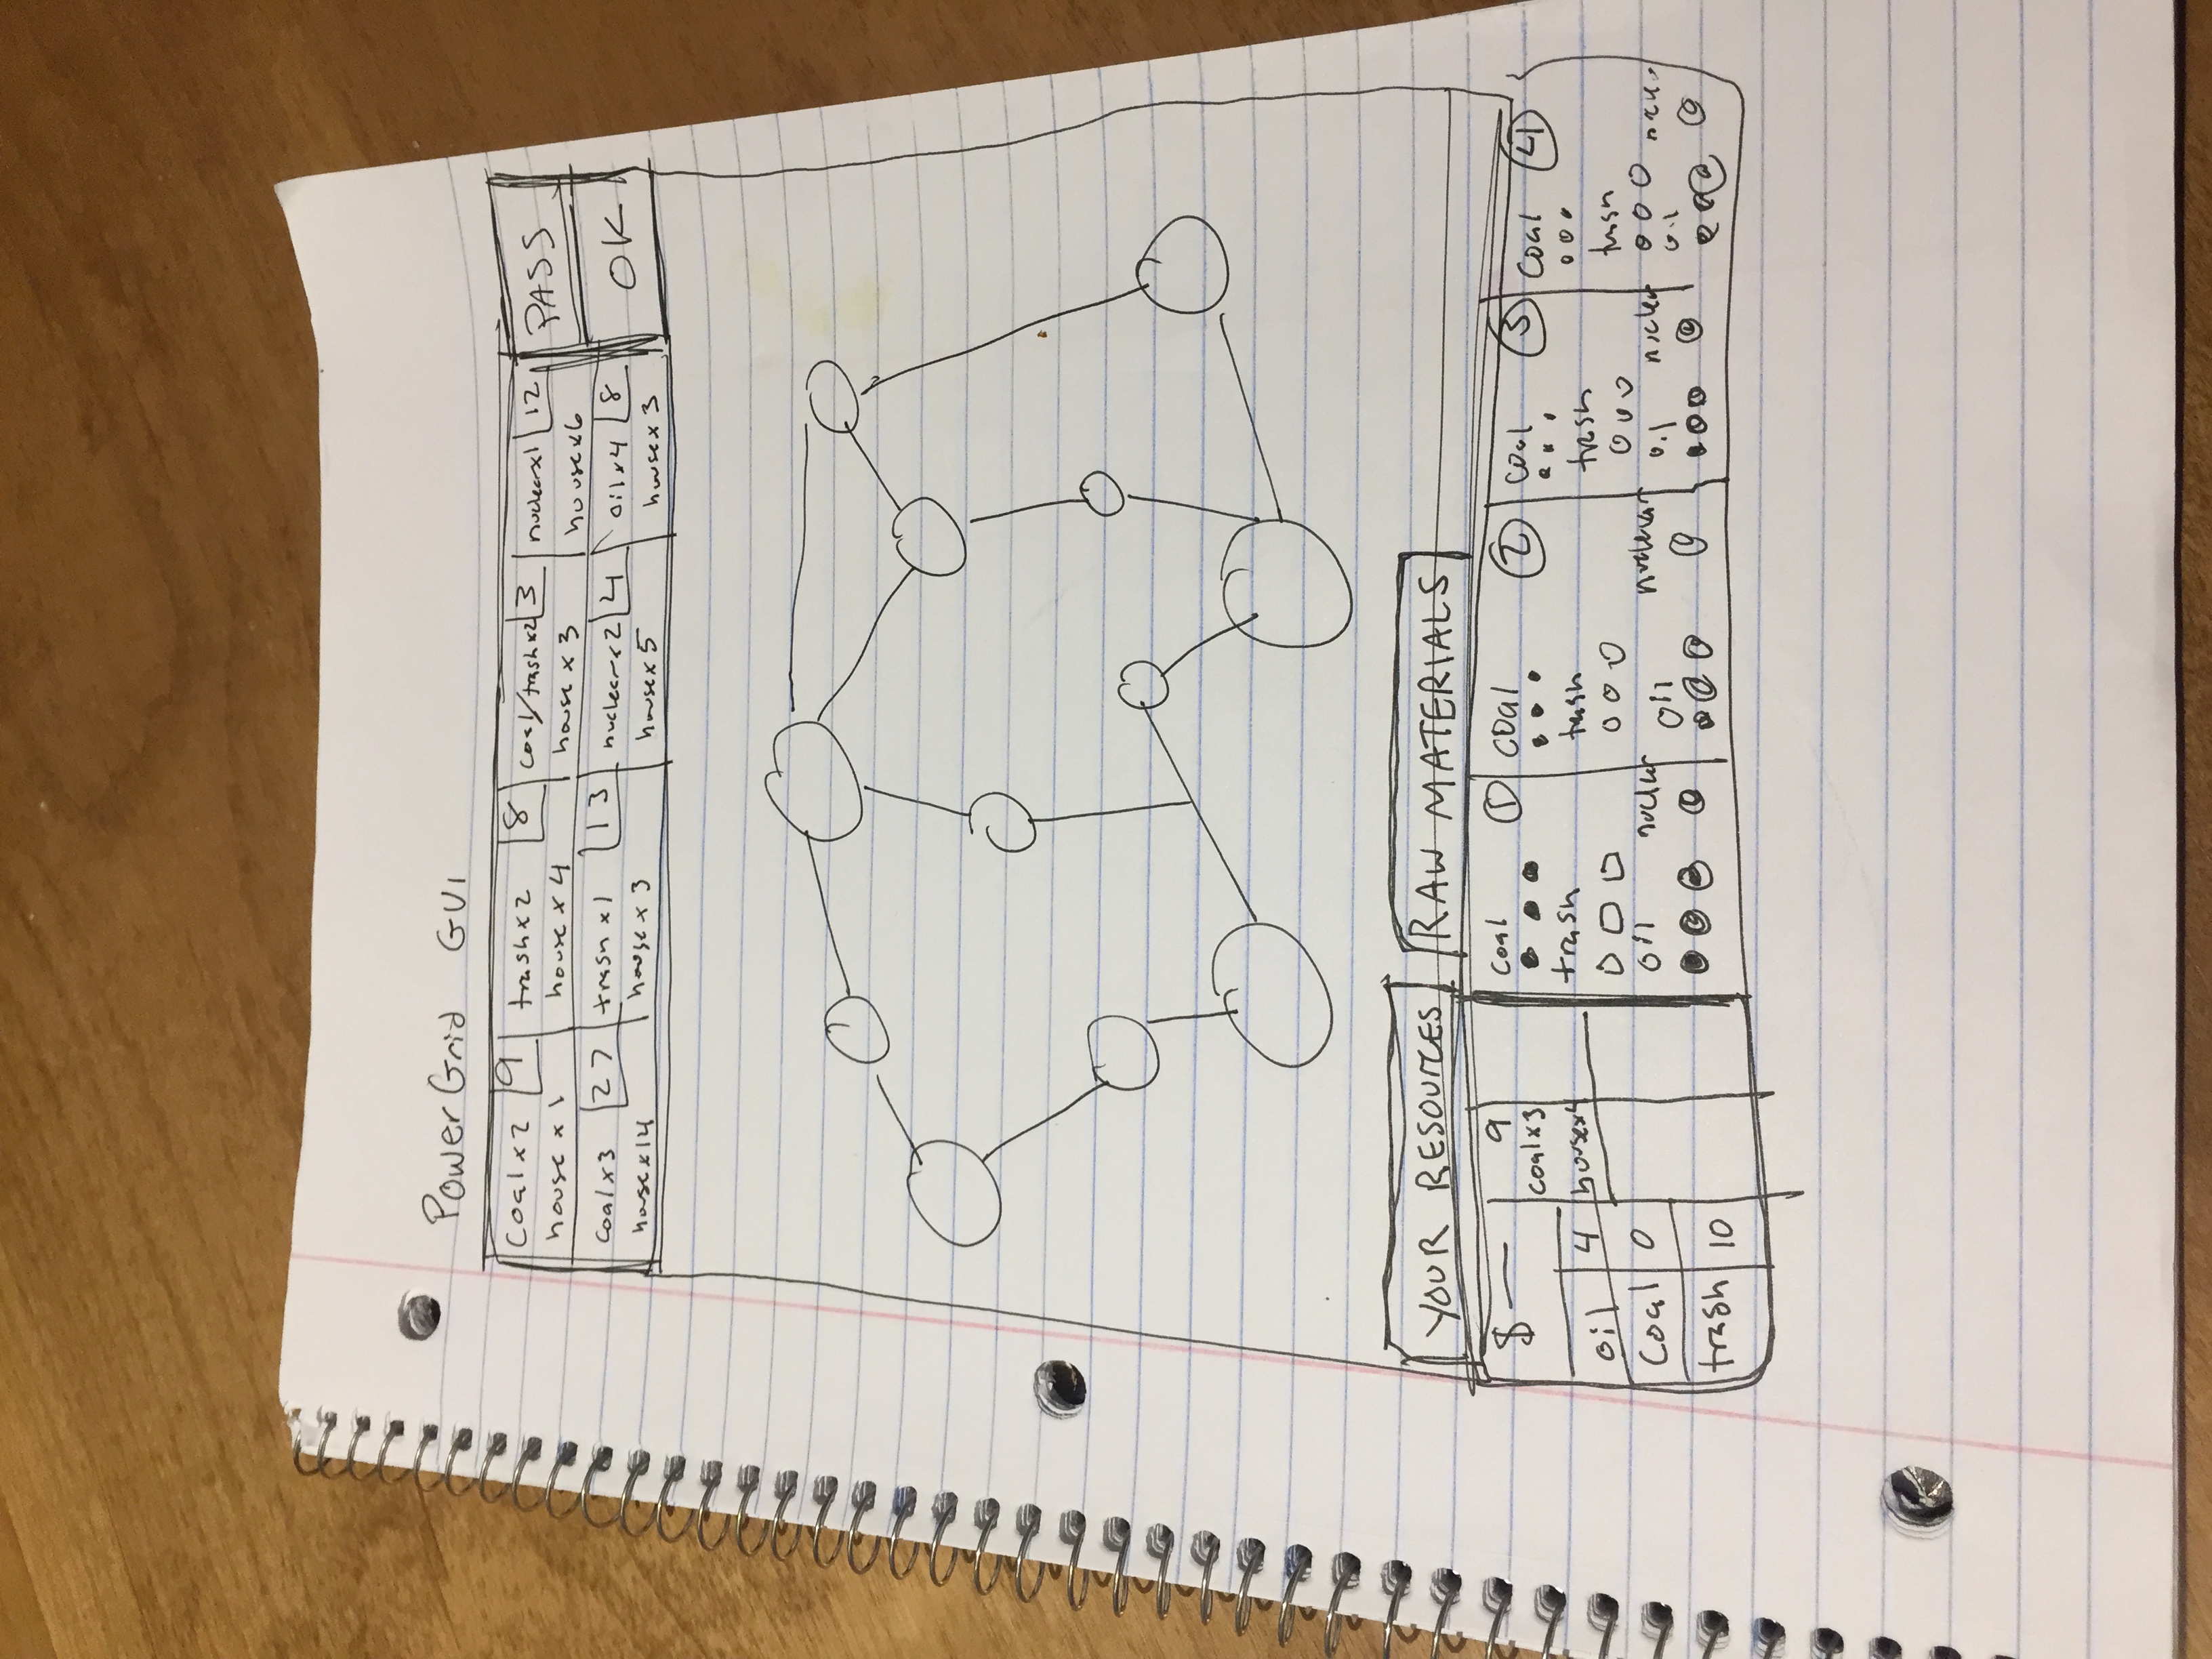 Power Grid GUI
coal x 2 9 trash x 2 8 coal/trash x 2 3 nuclear x 1 12 PASS
house x 1 house x 4 house x 3 house x 6
coal x 3 27 trash x 1 13 nuclear x 2 4 oil x 4 8 OK
house x 14 house x 3 house x 5 house x 3
YOUR RESOURCES RAW MATERIALS
$ — 9
coal x 3
house x 4
oil 4
coal 0
trash 10
coal 1
trash
oil nuclear
coal 2
trash
oil nuclear
coal 3
trash
oil nuclear
coal 4
trash
oil